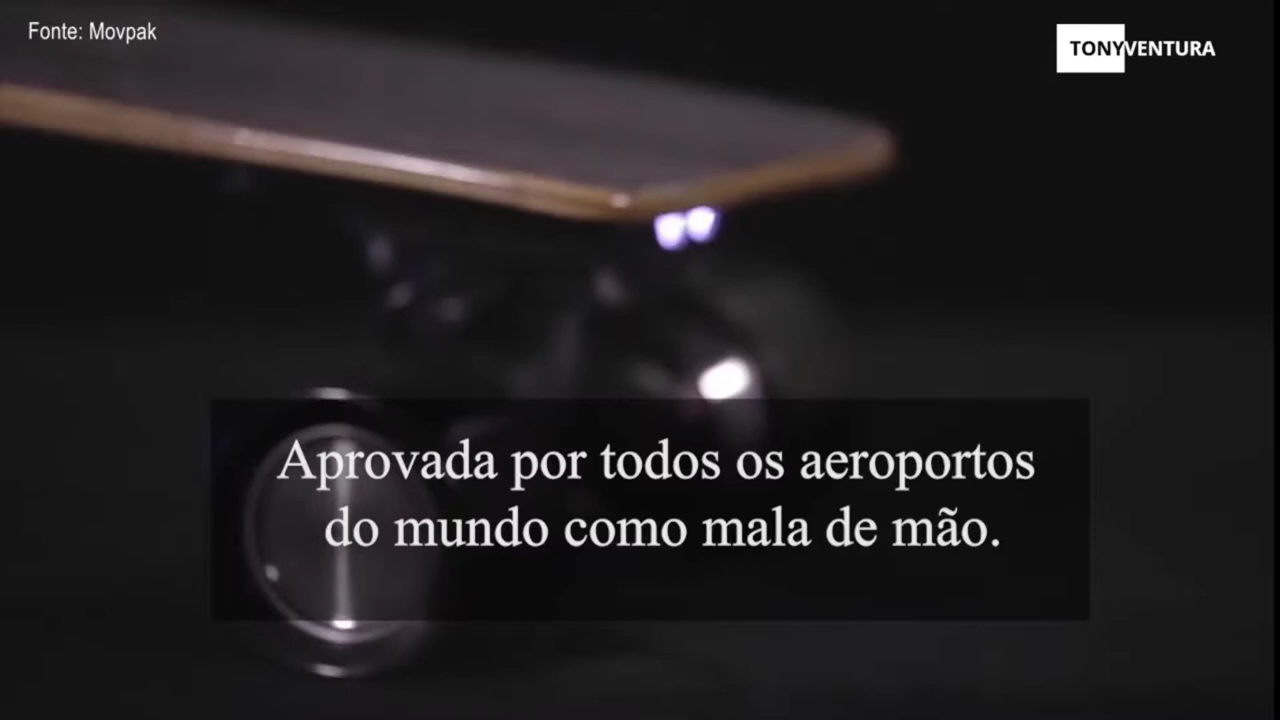 Fonte: Movpak
TONYVENTURA
Aprovada por todos os aeroportos
do mundo como mala de mão.